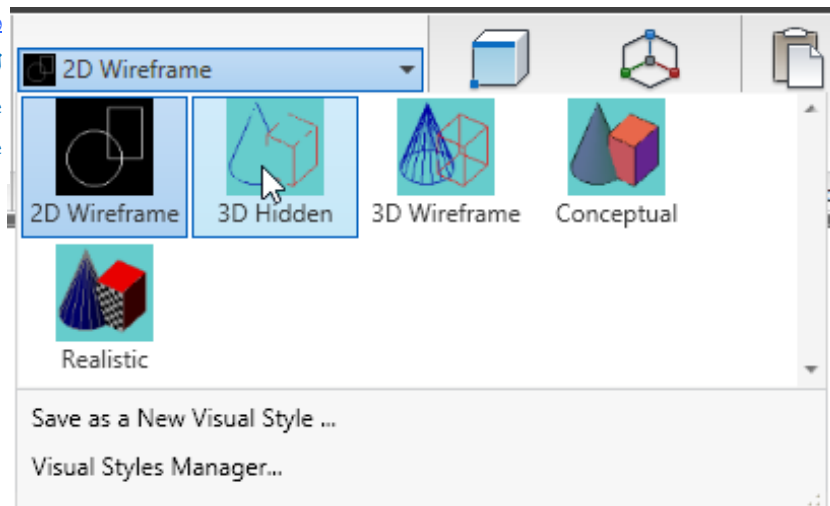 2D Wireframe
2D Wireframe
3D Hidden
3D Wireframe
Conceptual
Realistic
Save as a New Visual Style ...
Visual Styles Manager...